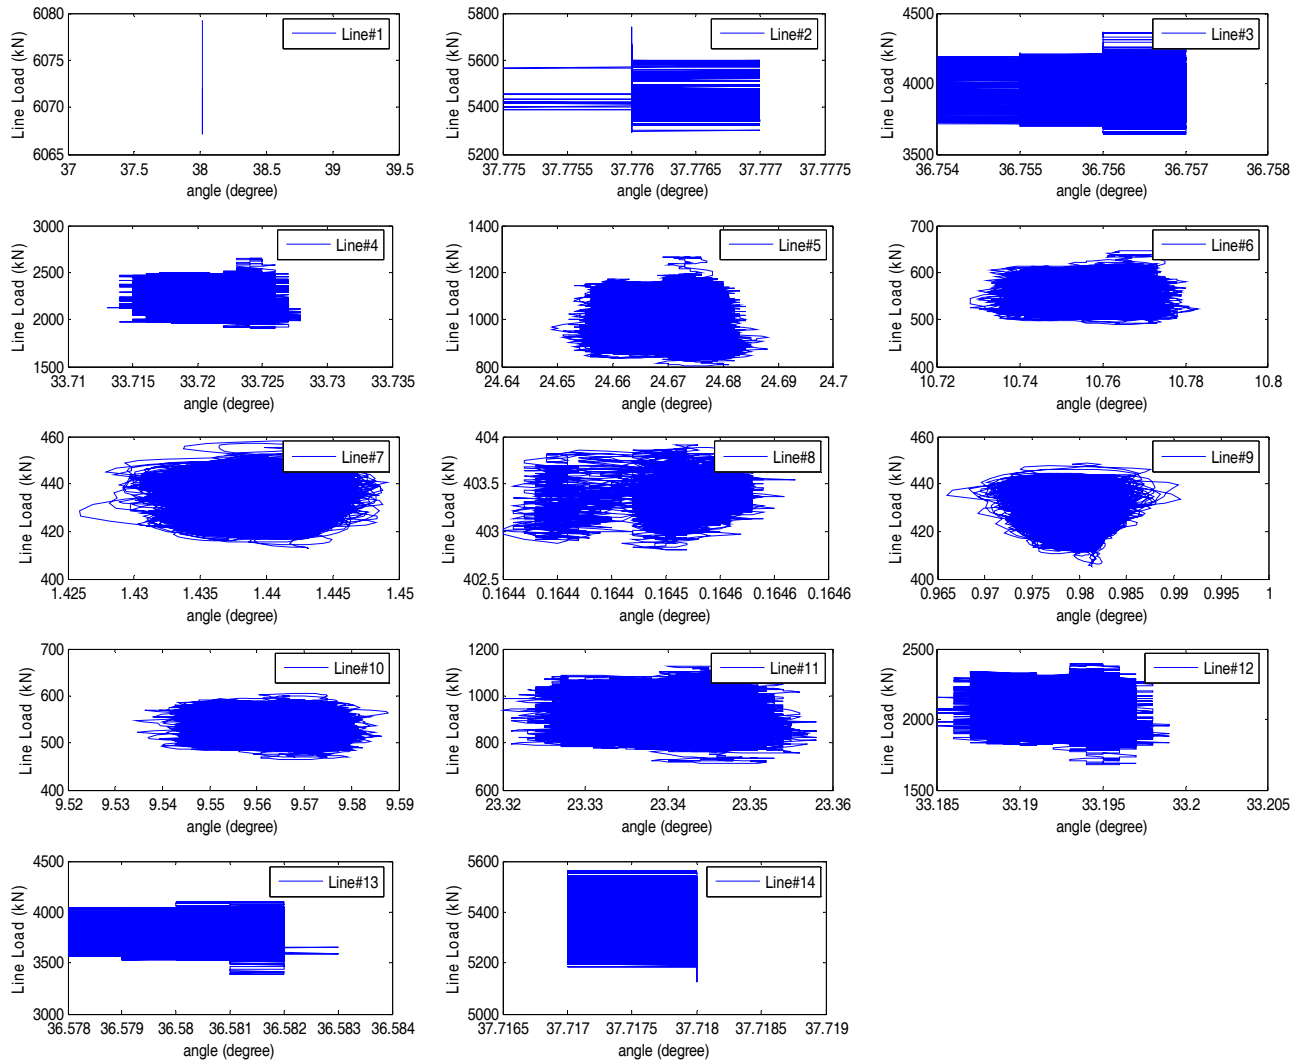 6080
6078
6070
6065
37 37.5 38 38.5 39 39.5
Line Load (kN)
angle (degree)
Line#1
5800
5600
5400
5200
37.775 37.7755 37.776 37.7765 37.777 37.7775
Line Load (kN)
angle (degree)
Line#2
4500
4000
3500
36.754 36.755 36.756 36.757 36.758
Line Load (kN)
angle (degree)
Line#3
3000
2500
2000
1500
33.71 33.715 33.72 33.725 33.73 33.735
Line Load (kN)
angle (degree)
Line#4
1400
1200
1000
800
24.64 24.65 24.66 24.67 24.68 24.69 24.7
Line Load (kN)
angle (degree)
Line#5
700
600
500
400
10.72 10.74 10.76 10.78 10.8
Line Load (kN)
angle (degree)
Line#6
460
440
420
400
1.425 1.43 1.435 1.44 1.445 1.45
Line Load (kN)
angle (degree)
Line#7
404
403.5
403
402.5
0.1644 0.1644 0.1644 0.1645 0.1646 0.1646 0.1646
Line Load (kN)
angle (degree)
Line#8
460
440
420
400
0.965 0.97 0.975 0.98 0.985 0.99 0.995 1
Line Load (kN)
angle (degree)
Line#9
700
600
500
400
9.52 9.53 9.54 9.55 9.56 9.57 9.58 9.59
Line Load (kN)
angle (degree)
Line#10
1200
1000
800
600
23.32 23.33 23.34 23.35 23.36
Line Load (kN)
angle (degree)
Line#11
2500
2000
1500
33.185 33.19 33.195 33.2 33.205
Line Load (kN)
angle (degree)
Line#12
4500
4000
3500
3000
36.578 36.579 36.58 36.581 36.582 36.583 36.584
Line Load (kN)
angle (degree)
Line#13
5600
5400
5200
5000
37.7165 37.717 37.7175 37.718 37.7185 37.719
Line Load (kN)
angle (degree)
Line#14